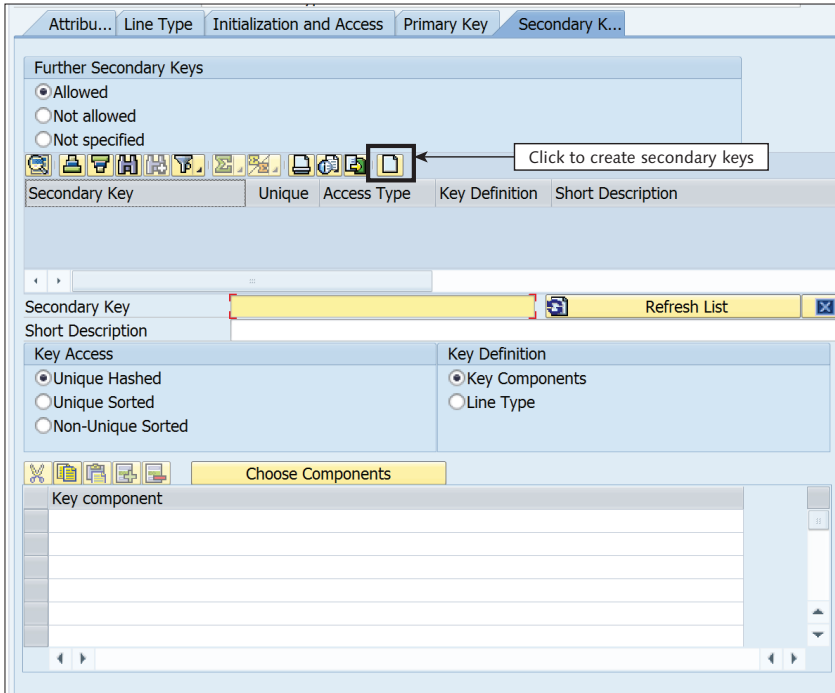 Attribu... Line Type Initialization and Access Primary Key Secondary K...
Further Secondary Keys
Allowed
Not allowed
Not specified
Click to create secondary keys
Secondary Key Unique Access Type Key Definition Short Description
Secondary Key Refresh List
Short Description
Key Access Key Definition
Unique Hashed Key Components
Unique Sorted Line Type
Non-Unique Sorted
Choose Components
Key component